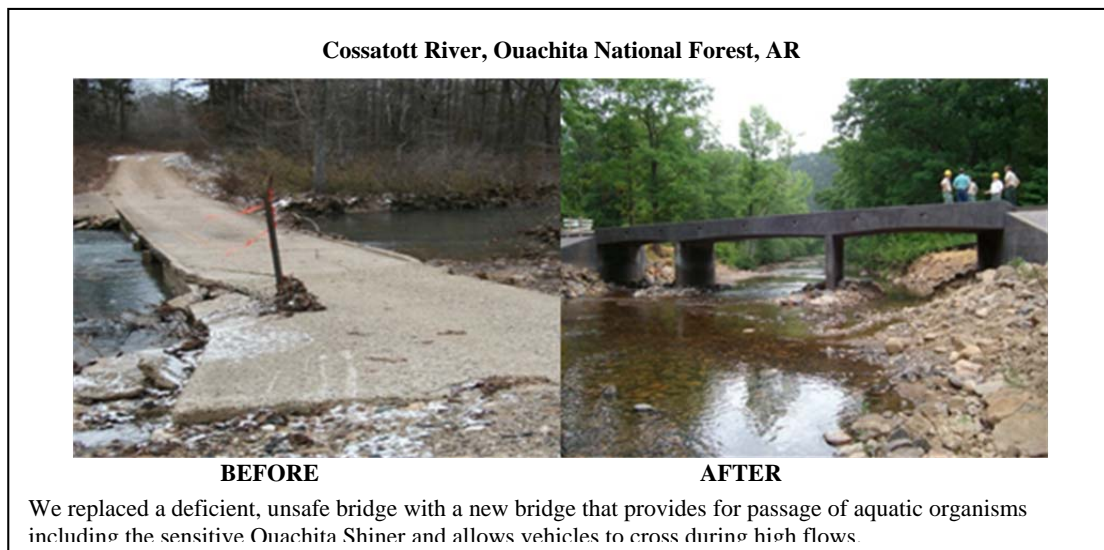 Cossatott River, Ouachita National Forest, AR
BEFORE
AFTER
We replaced a deficient, unsafe bridge with a new bridge that provides for passage of aquatic organisms
including the sensitive Ouachita Shiner and allows vehicles to cross during high flows.